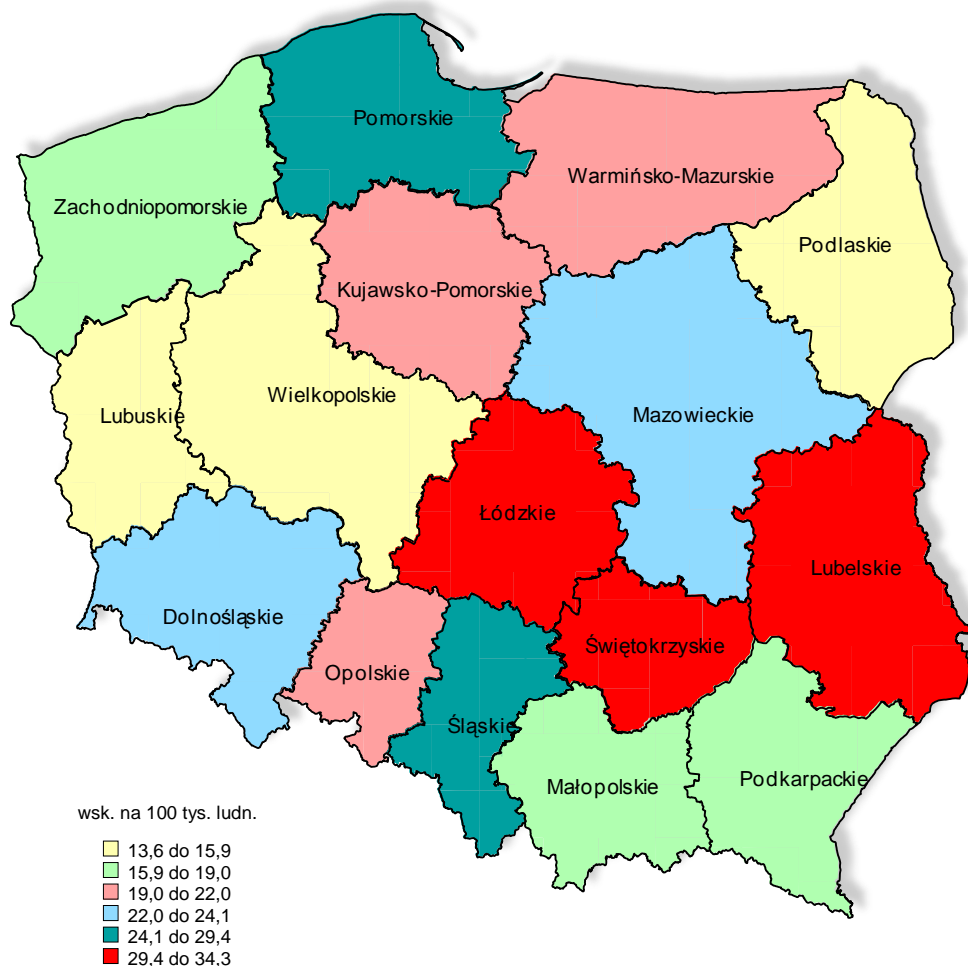 Pomorskie
Warmińsko-Mazurskie
Zachodniopomorskie
Podlaskie
Kujawsko-Pomorskie
Wielkopolskie
Lubuskie
Mazowieckie
Łódzkie
Lubelskie
Dolnośląskie
Świętokrzyskie
Opolskie
Śląskie
Podkarpackie
Małopolskie
wsk. na 100 tys. ludn.
13,6 do 15,9
15,9 do 19,0
19,0 do 22,0
22,0 do 24,1
24,1 do 29,4
29,4 do 34,3